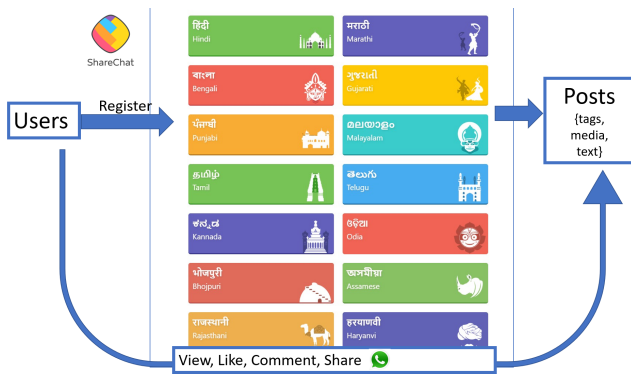 ShareChat
Users
Register
हिंदी
Hindi
मराठी
Marathi
বাংলা
Bengali
ગુજરાતી
Gujarati
ਪੰਜਾਬੀ
Punjabi
മലയാളം
Malayalam
தமிழ்
Tamil
తెలుగు
Telugu
ಕನ್ನಡ
Kannada
ଓଡ଼ିଆ
Odia
भोजपुरी
Bhojpuri
অসমীয়া
Assamese
राजस्थानी
Rajasthani
हरयाणवी
Haryanvi
Posts
{tags,
media,
text}
View, Like, Comment, Share